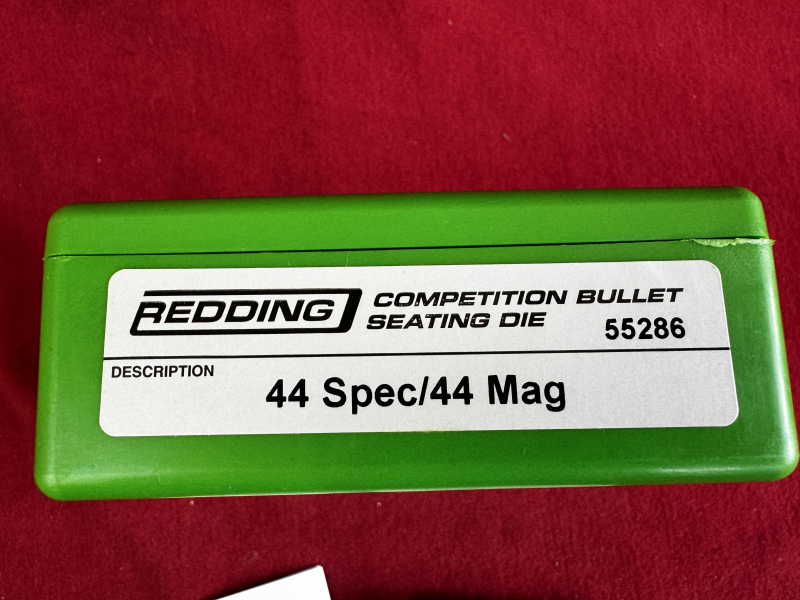 REDDING
COMPETITION BULLET
SEATING DIE
55286
DESCRIPTION
44 Spec/44 Mag